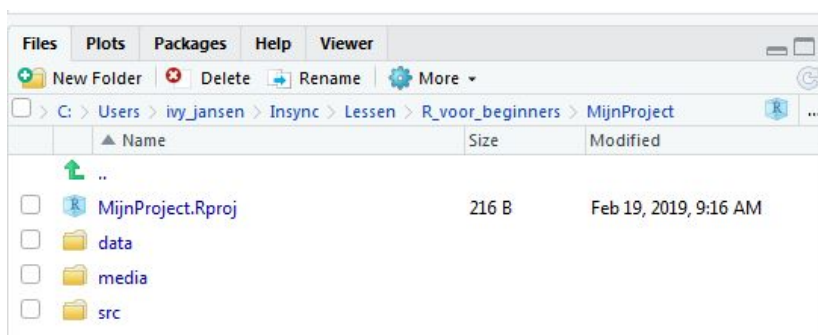 Files Plots Packages Help Viewer
New Folder Delete Rename More
C: > Users > ivy_jansen > Insync > Lessen > R_voor_beginners > MijnProject R ...
Name Size Modified
..
R MijnProject.Rproj 216 B Feb 19, 2019, 9:16 AM
data
media
src